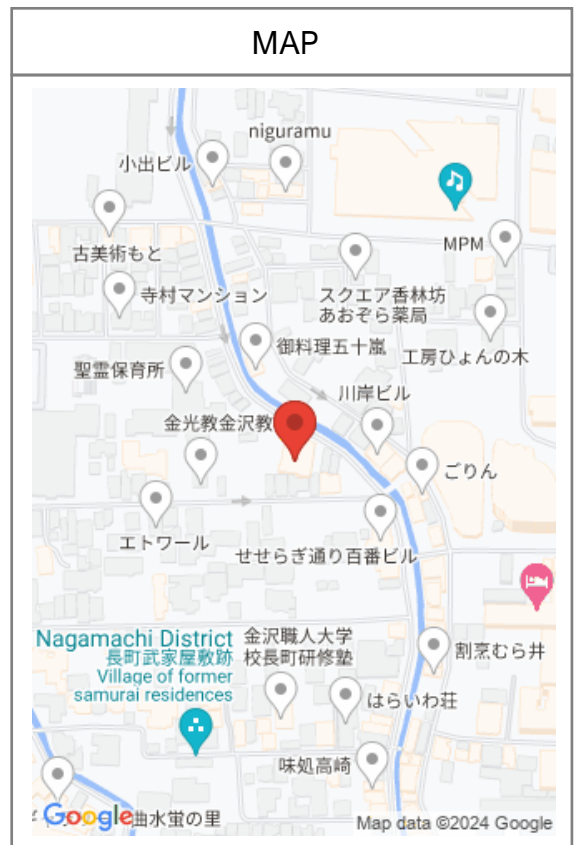 MAP
niguramu
小出ビル
古美術もと
MPM
寺村マンション
スクエア香林坊
あおぞら薬局
御料理五十嵐
工房ひょんの木
聖霊保育所
川岸ビル
金光教金沢教
ごりん
エトワール
せせらぎ通り百番ビル
Nagamachi District
長町武家屋敷跡
Village of former
samurai residences
金沢職人大学
校長町研修塾
割烹むら井
はらいわ荘
味処高崎
Google
曲水蛍の里
Map data ©2024 Google